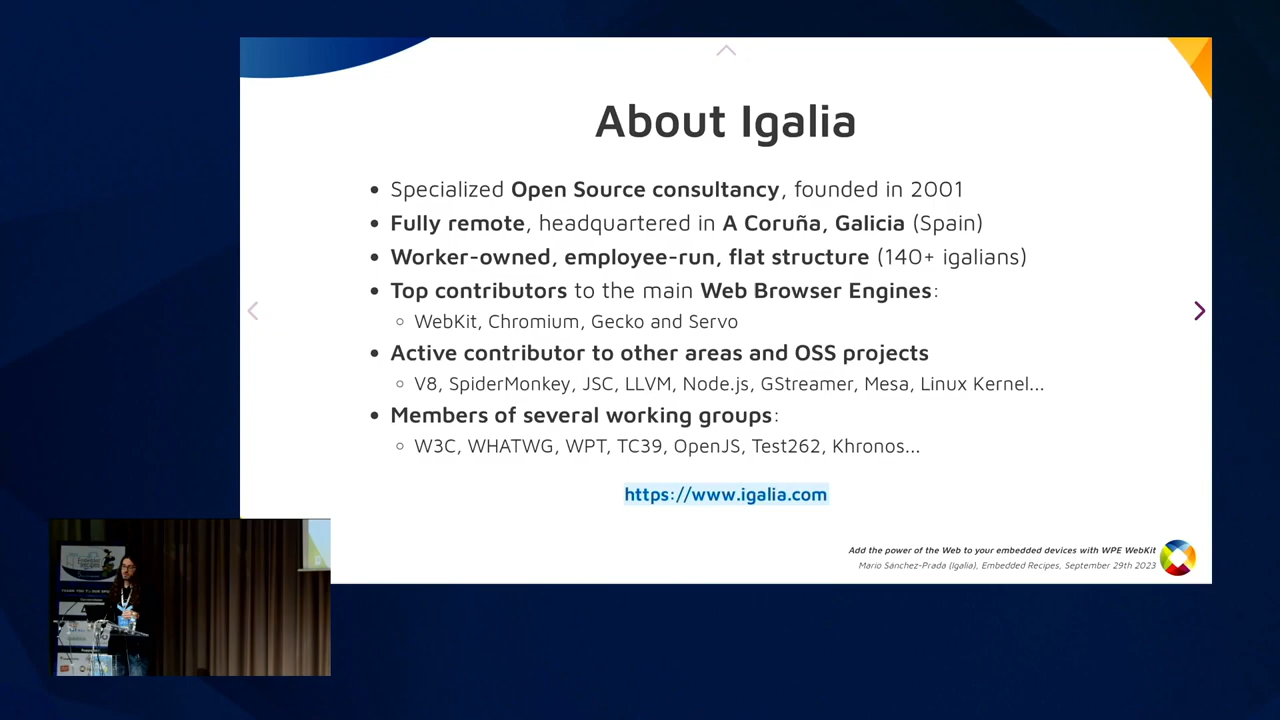 About Igalia
• Specialized Open Source consultancy, founded in 2001
• Fully remote, headquartered in A Coruña, Galicia (Spain)
• Worker-owned, employee-run, flat structure (140+ igalians)
• Top contributors to the main Web Browser Engines:
◦ WebKit, Chromium, Gecko and Servo
• Active contributor to other areas and OSS projects
◦ V8, SpiderMonkey, JSC, LLVM, Node.js, GStreamer, Mesa, Linux Kernel...
• Members of several working groups:
◦ W3C, WHATWG, WPT, TC39, OpenJS, Test262, Khronos...
https://www.igalia.com
Add the power of the Web to your embedded devices with WPE WebKit
Mario Sánchez-Prada (Igalia), Embedded Recipes, September 29th 2023
Embedded
Recipes